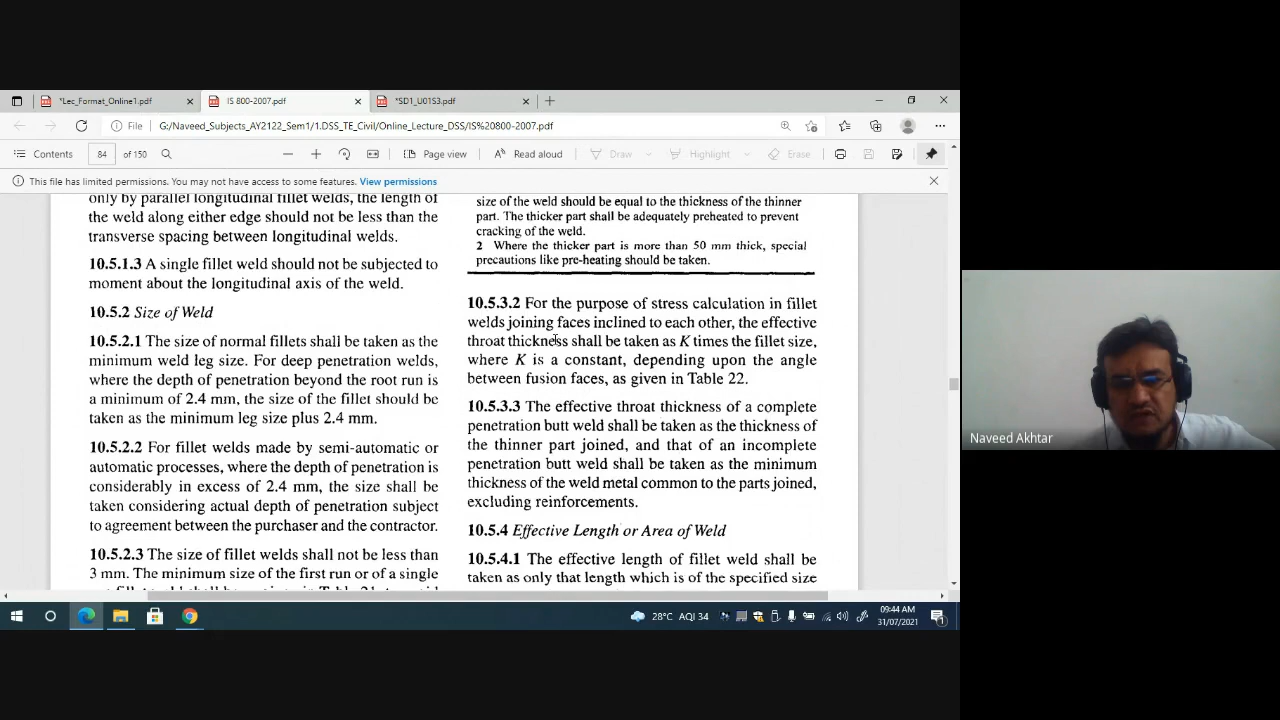 *Lec_Format_Online1.pdf
IS 800-2007.pdf
*SD1_U01S3.pdf
File
G:/Naveed_Subjects_AY2122_Sem1/1.DSS_TE_Civil/Online_Lecture_DSS/IS%20800-2007.pdf
Contents
84
of 150
Page view
Read aloud
Draw
Highlight
Erase
This file has limited permissions. You may not have access to some features. View permissions
only by parallel longitudinal fillet welds, the length of
the weld along either edge should not be less than the
transverse spacing between longitudinal welds.
10.5.1.3 A single fillet weld should not be subjected to
moment about the longitudinal axis of the weld.
10.5.2 Size of Weld
10.5.2.1 The size of normal fillets shall be taken as the
minimum weld leg size. For deep penetration welds,
where the depth of penetration beyond the root run is
a minimum of 2.4 mm, the size of the fillet should be
taken as the minimum leg size plus 2.4 mm.
10.5.2.2 For fillet welds made by semi-automatic or
automatic processes, where the depth of penetration is
considerably in excess of 2.4 mm, the size shall be
taken considering actual depth of penetration subject
to agreement between the purchaser and the contractor.
10.5.2.3 The size of fillet welds shall not be less than
3 mm. The minimum size of the first run or of a single
size of the weld should be equal to the thickness of the thinner
part. The thicker part shall be adequately preheated to prevent
cracking of the weld.
2 Where the thicker part is more than 50 mm thick, special
precautions like pre-heating should be taken.
10.5.3.2 For the purpose of stress calculation in fillet
welds joining faces inclined to each other, the effective
throat thickness shall be taken as K times the fillet size,
where K is a constant, depending upon the angle
between fusion faces, as given in Table 22.
10.5.3.3 The effective throat thickness of a complete
penetration butt weld shall be taken as the thickness of
the thinner part joined, and that of an incomplete
penetration butt weld shall be taken as the minimum
thickness of the weld metal common to the parts joined,
excluding reinforcements.
10.5.4 Effective Length or Area of Weld
10.5.4.1 The effective length of fillet weld shall be
taken as only that length which is of the specified size
Naveed Akhtar
28°C AQI 34
09:44 AM
31/07/2021
1